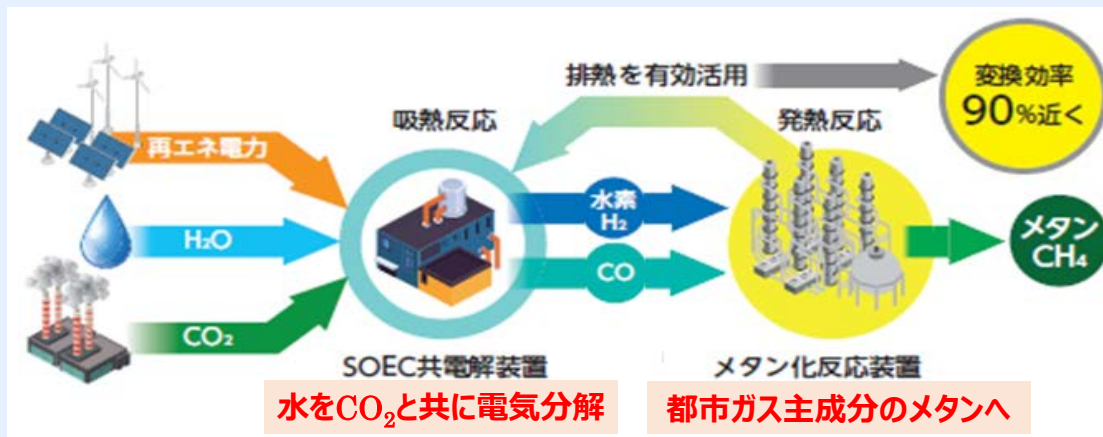 排熱を有効活用
変換効率
90%近く
吸熱反応
発熱反応
再エネ電力
水素
H₂
メタン
CH₄
H₂O
CO
CO₂
SOEC共電解装置
メタン化反応装置
水をCO₂と共に電気分解
都市ガス主成分のメタンへ